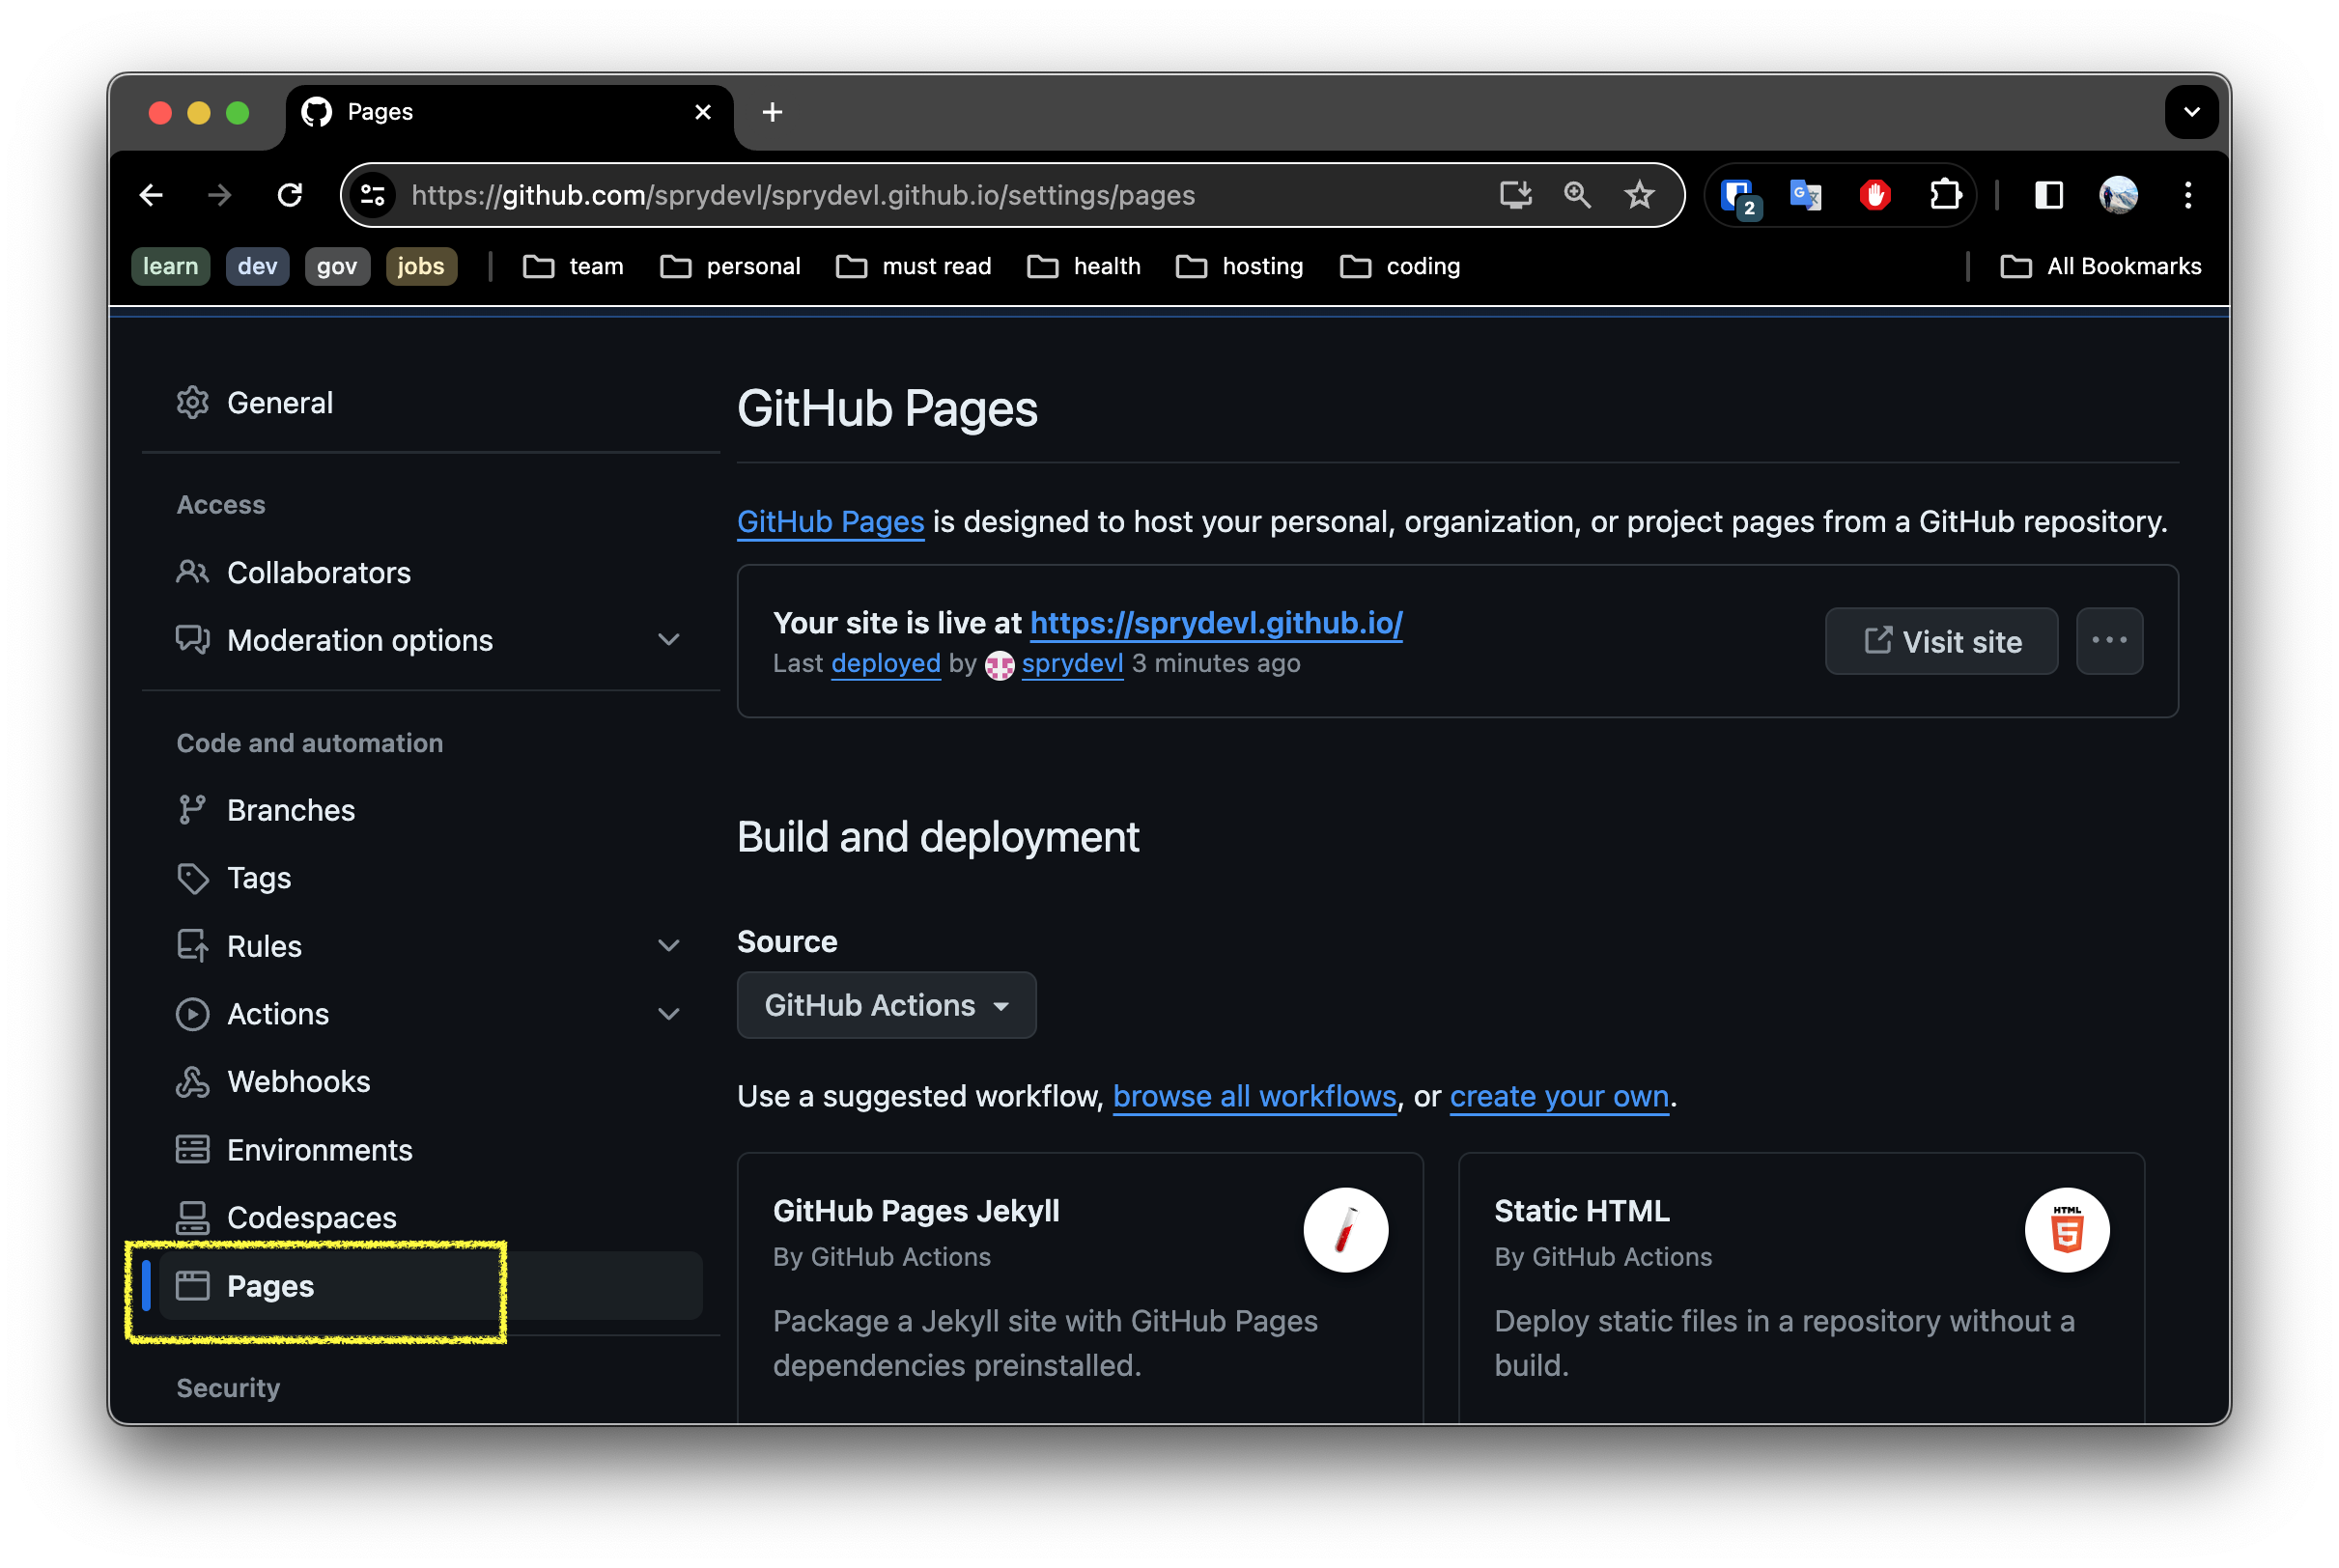 Pages
https://github.com/sprydevl/sprydevl.github.io/settings/pages
2
learn dev gov jobs team personal must read health hosting coding All Bookmarks
General
Access
Collaborators
Moderation options
Code and automation
Branches
Tags
Rules
Actions
Webhooks
Environments
Codespaces
Pages
Security
GitHub Pages
GitHub Pages is designed to host your personal, organization, or project pages from a GitHub repository.
Your site is live at https://sprydevl.github.io/
Last deployed by sprydevl 3 minutes ago
Visit site
Build and deployment
Source
GitHub Actions
Use a suggested workflow, browse all workflows, or create your own.
GitHub Pages Jekyll
By GitHub Actions
Package a Jekyll site with GitHub Pages
dependencies preinstalled.
Static HTML
HTML
5
By GitHub Actions
Deploy static files in a repository without a
build.